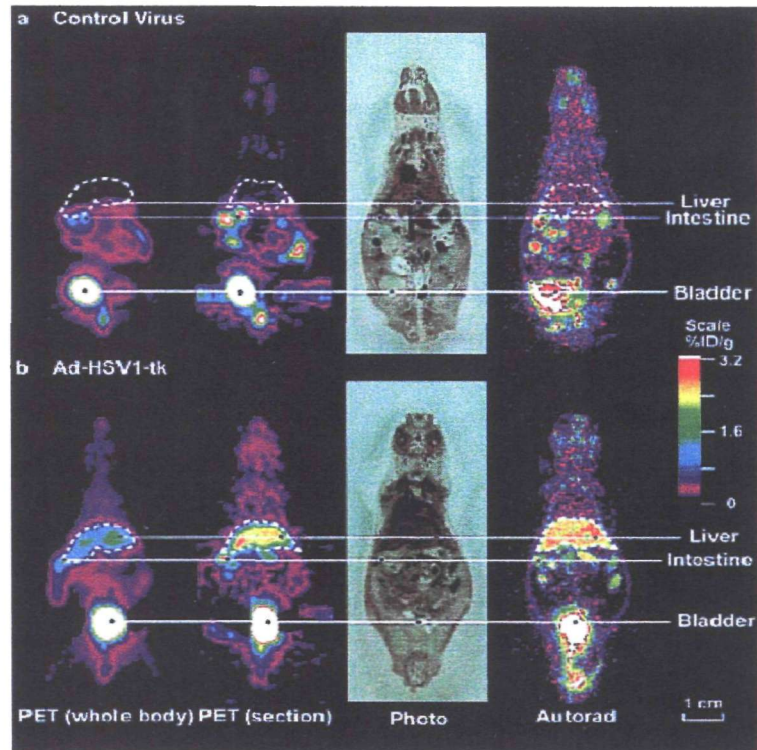 a Control Virus
Liver
Intestine
Bladder
Scale
%ID/g
3.2
1.6
0
b Ad-HSV1-tk
Liver
Intestine
Bladder
PET (whole body) PET (section) Photo Autorad
1 cm